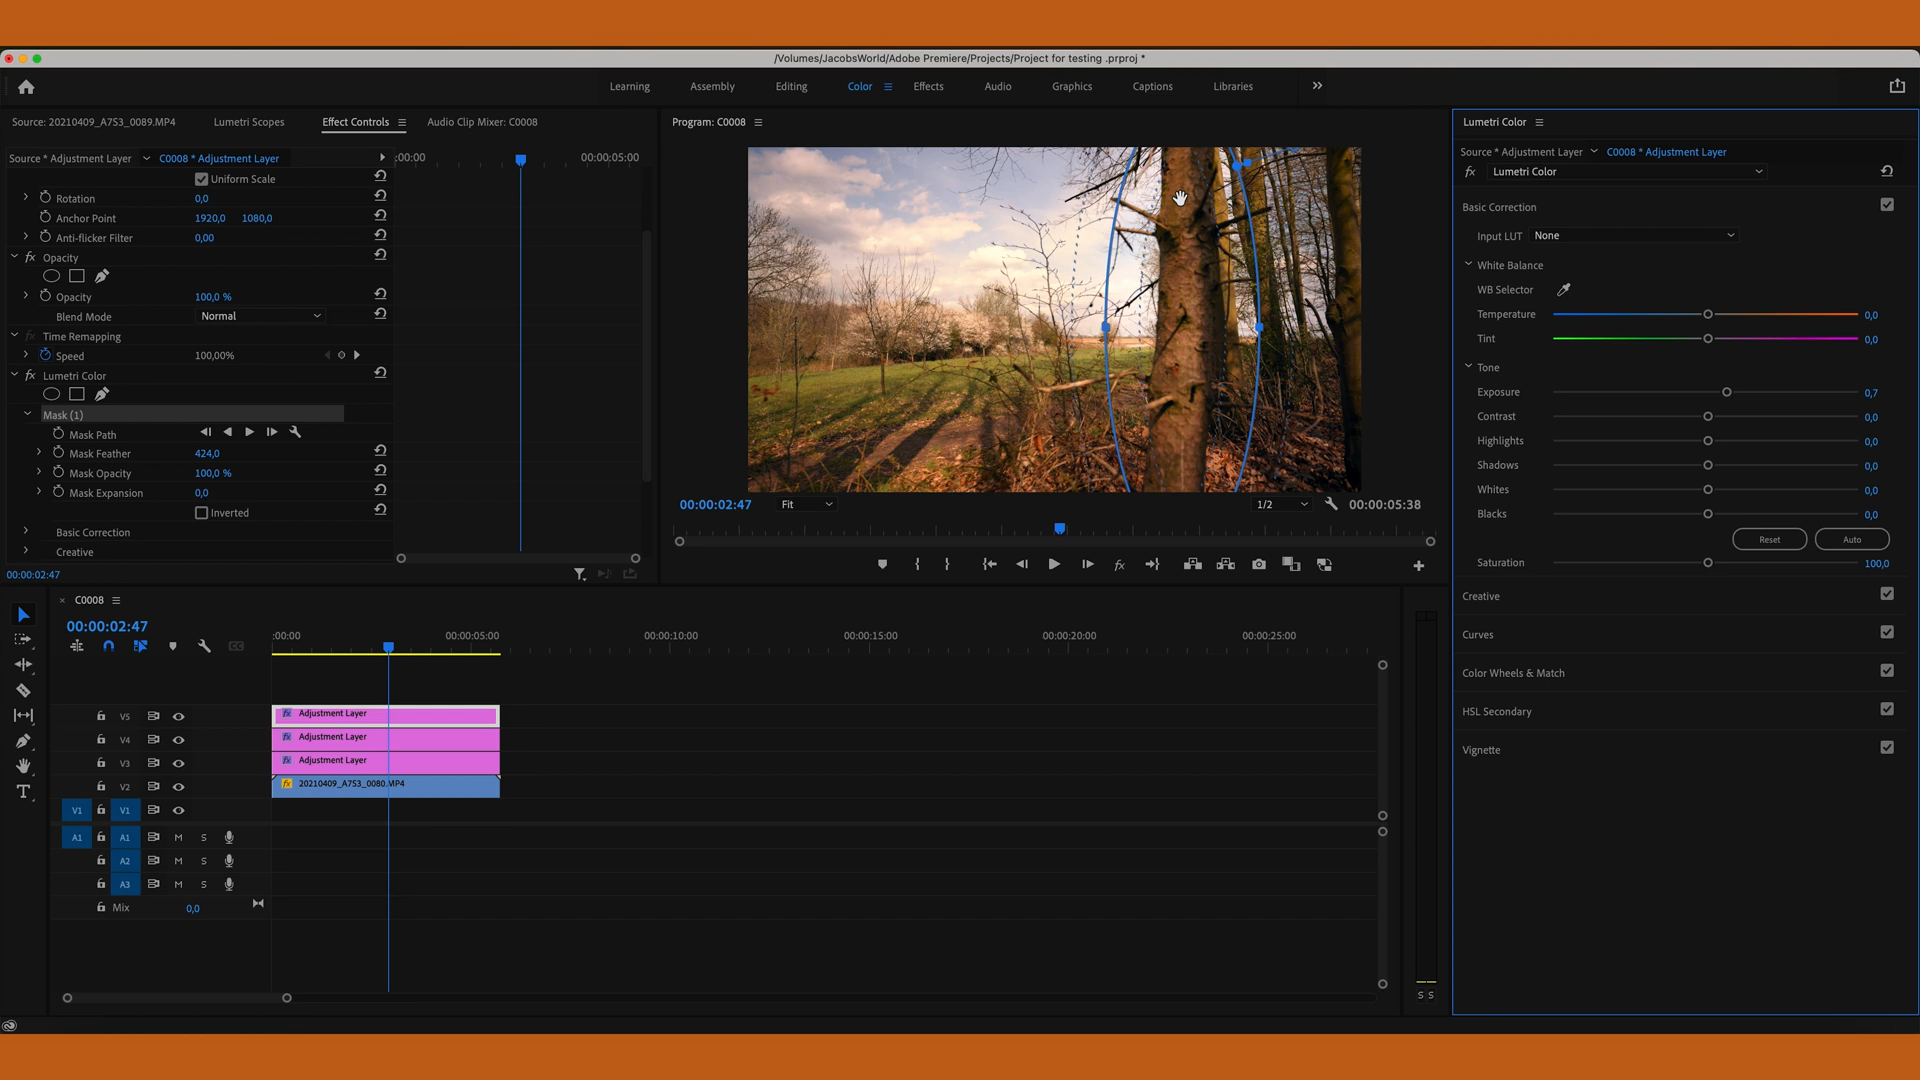 /Volumes/JacobsWorld/Adobe Premiere/Projects/Project for testing .prproj *
Learning Assembly Editing Color Effects Audio Graphics Captions Libraries
Source: 20210409_A7S3_0089.MP4 Lumetri Scopes Effect Controls Audio Clip Mixer: C0008
Source * Adjustment Layer C0008 * Adjustment Layer
:00:00 00:00:05:00
Uniform Scale
Rotation 0,0
Anchor Point 1920,0 1080,0
Anti-flicker Filter 0,00
fx Opacity
Opacity 100,0 %
Blend Mode Normal
fx Time Remapping
Speed 100,00%
fx Lumetri Color
Mask (1)
Mask Path
Mask Feather 424,0
Mask Opacity 100,0 %
Mask Expansion 0,0
Inverted
Basic Correction
Creative
00:00:02:47
Program: C0008
00:00:02:47 Fit 1/2 00:00:05:38
fx
Lumetri Color
Source * Adjustment Layer C0008 * Adjustment Layer
fx Lumetri Color
Basic Correction
Input LUT None
White Balance
WB Selector
Temperature 0,0
Tint 0,0
Tone
Exposure 0,7
Contrast 0,0
Highlights 0,0
Shadows 0,0
Whites 0,0
Blacks 0,0
Reset Auto
Saturation 100,0
Creative
Curves
Color Wheels & Match
HSL Secondary
Vignette
× C0008
00:00:02:47
:00:00 00:00:05:00 00:00:10:00 00:00:15:00 00:00:20:00 00:00:25:00
CC
V5 fx Adjustment Layer
V4 fx Adjustment Layer
V3 fx Adjustment Layer
V2 fx 20210409_A7S3_0080.MP4
V1 V1
A1 A1 M S
A2 M S
A3 M S
Mix 0,0
T
S S